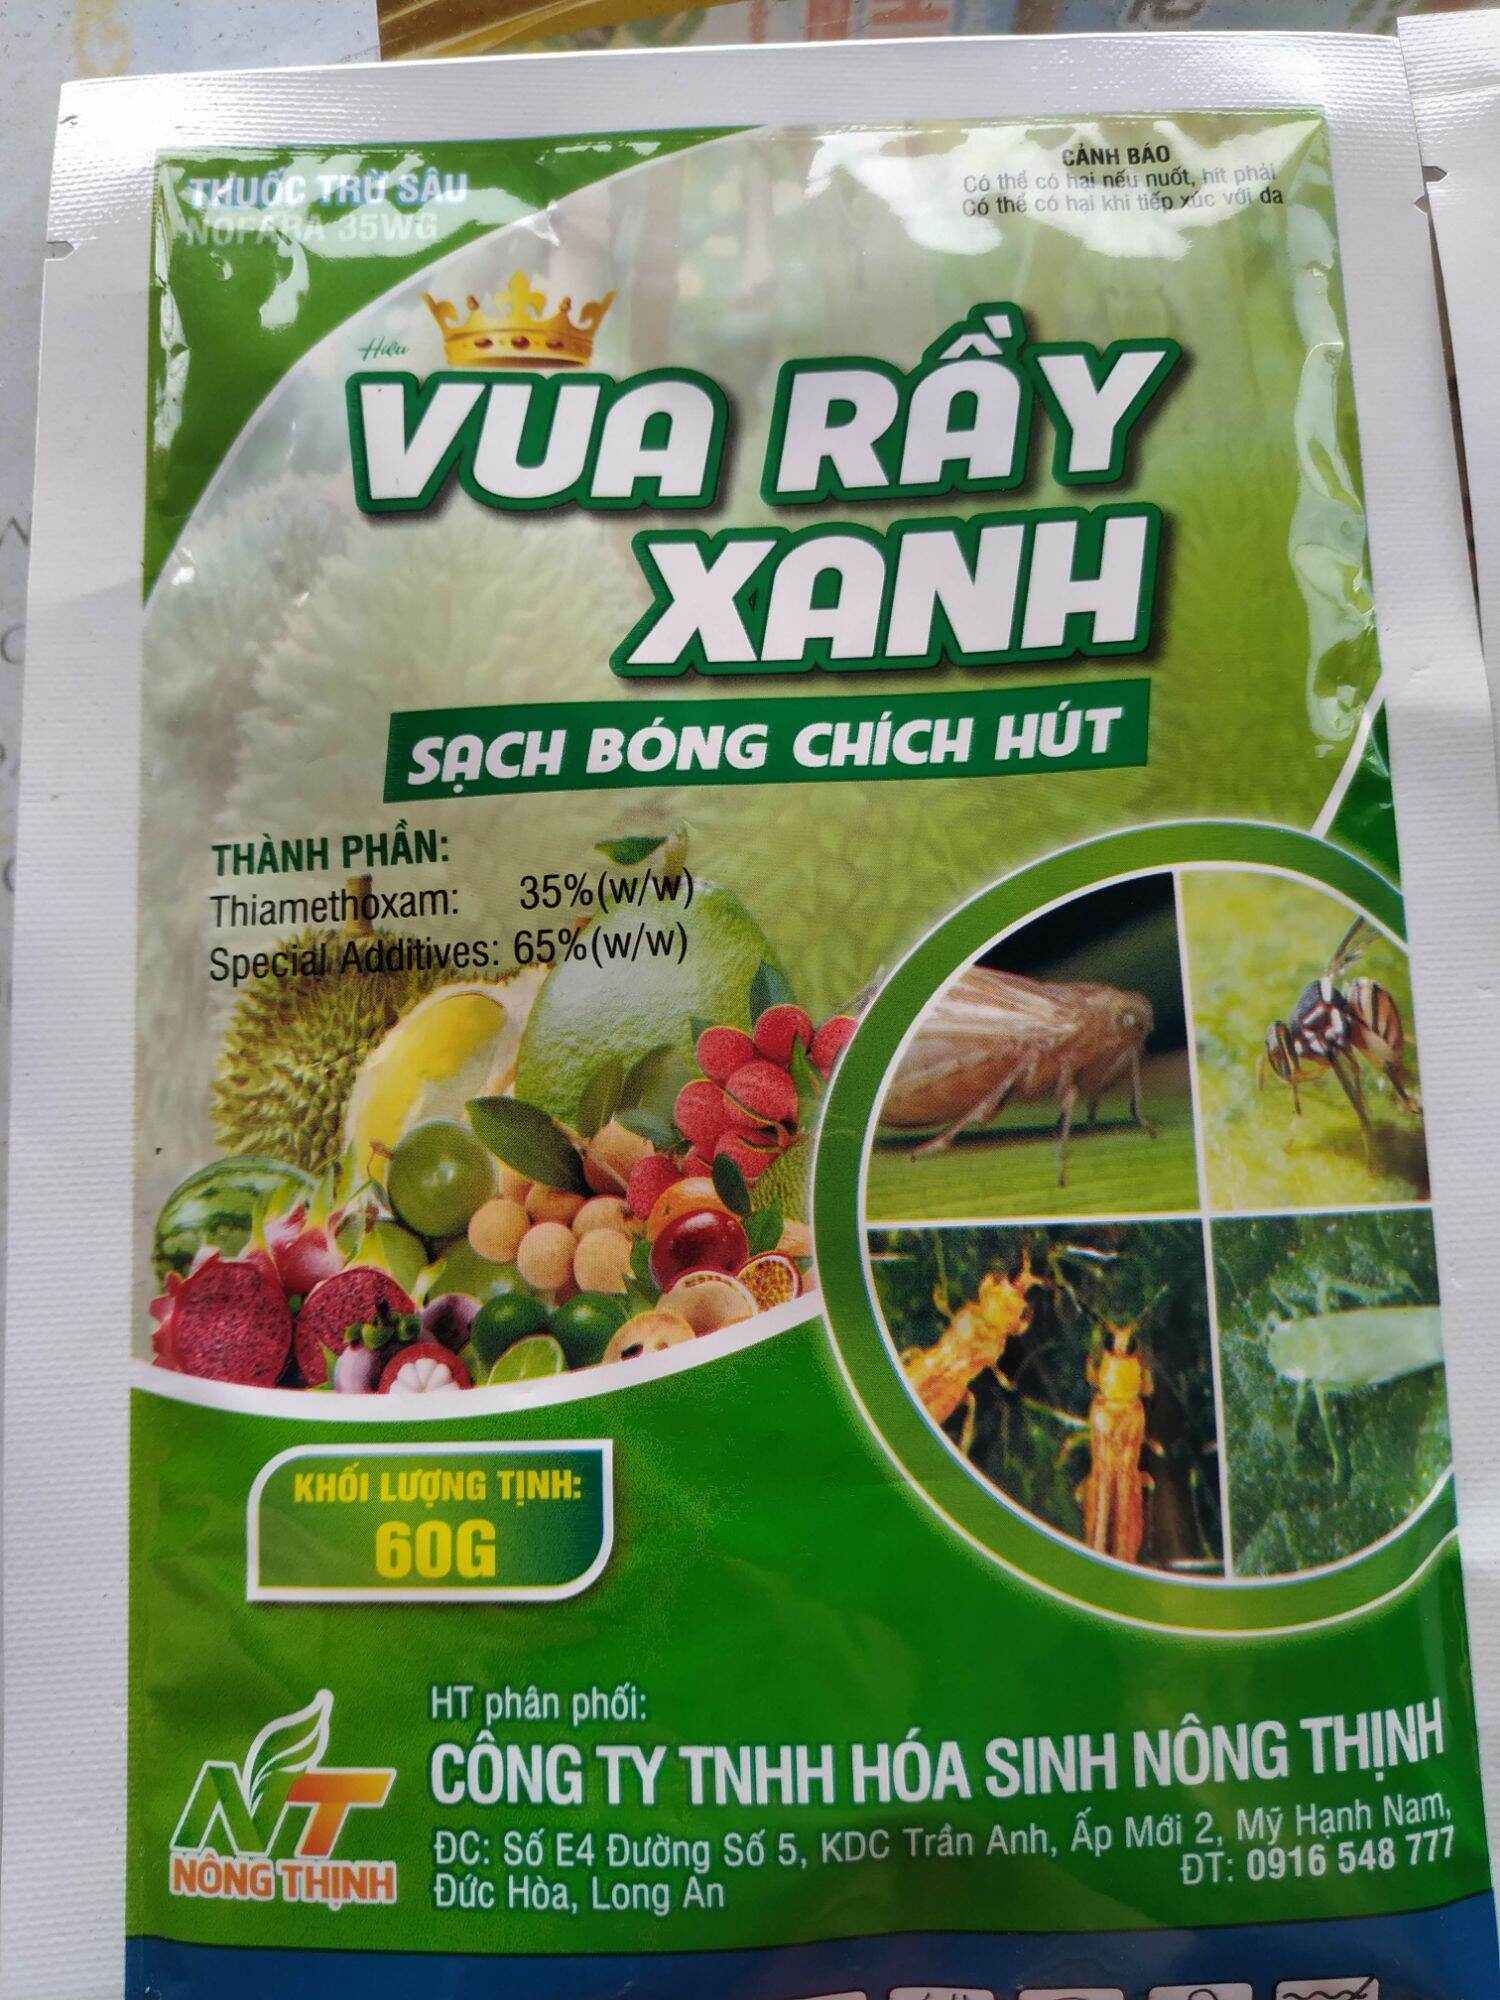 THUỐC TRỪ SÂU
NOFARA 35WG
CẢNH BÁO
Có thể có hại nếu nuốt, hít phải
Có thể có hại khi tiếp xúc với da
Hiệu
VUA RẦY
XANH
SẠCH BÓNG CHÍCH HÚT
THÀNH PHẦN:
Thiamethoxam: 35%(w/w)
Special Additives: 65%(w/w)
KHỐI LƯỢNG TỊNH:
60G
HT phân phối:
CÔNG TY TNHH HÓA SINH NÔNG THỊNH
ĐC: Số E4 Đường Số 5, KDC Trần Anh, Ấp Mới 2, Mỹ Hạnh Nam,
Đức Hòa, Long An
ĐT: 0916 548 777
NT
NÔNG THỊNH